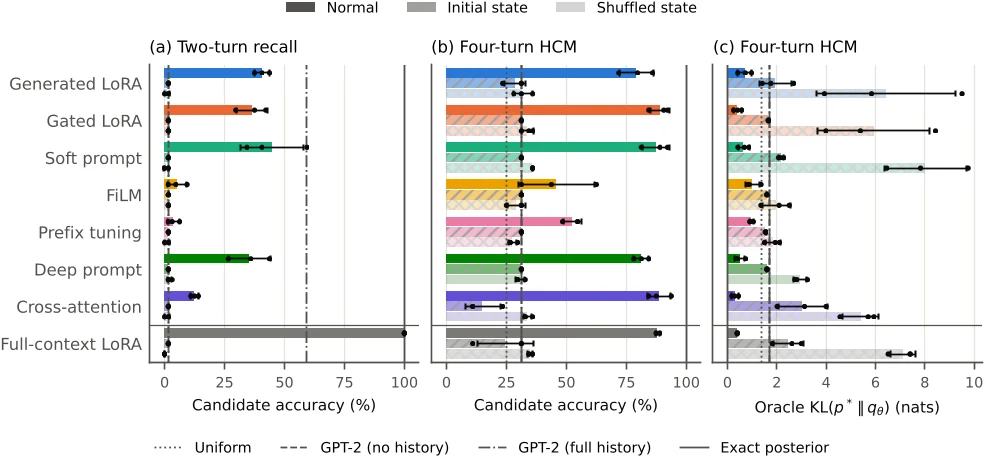 Normal Initial state Shuffled state
(a) Two-turn recall (b) Four-turn HCM (c) Four-turn HCM
Generated LoRA
Gated LoRA
Soft prompt
FiLM
Prefix tuning
Deep prompt
Cross-attention
Full-context LoRA
0 25 50 75 100 0 25 50 75 100 0 2 4 6 8 10
Candidate accuracy (%) Candidate accuracy (%) Oracle KL(p* ∥ qθ) (nats)
Uniform GPT-2 (no history) GPT-2 (full history) Exact posterior